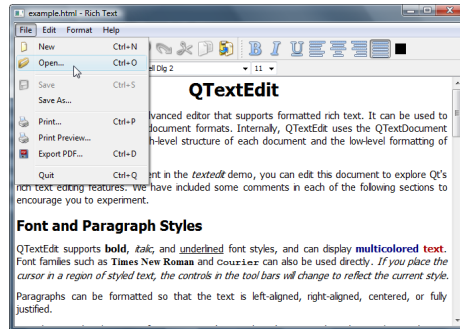 example.html - Rich Text
File Edit Format Help
New Ctrl+N
Open... Ctrl+O
Save Ctrl+S
Save As...
Print... Ctrl+P
Print Preview...
Export PDF... Ctrl+D
Quit Ctrl+Q
B I U
ell Dlg 2 11
QTextEdit
vanced editor that supports formatted rich text. It can be used to
document formats. Internally, QTextEdit uses the QTextDocument
h-level structure of each document and the low-level formatting of
ent in the textedit demo, you can edit this document to explore Qt's
rich text editing features. We have included some comments in each of the following sections to
encourage you to experiment.
Font and Paragraph Styles
QTextEdit supports bold, italic, and underlined font styles, and can display multicolored text.
Font families such as Times New Roman and Courier can also be used directly. If you place the
cursor in a region of styled text, the controls in the tool bars will change to reflect the current style.
Paragraphs can be formatted so that the text is left-aligned, right-aligned, centered, or fully
justified.